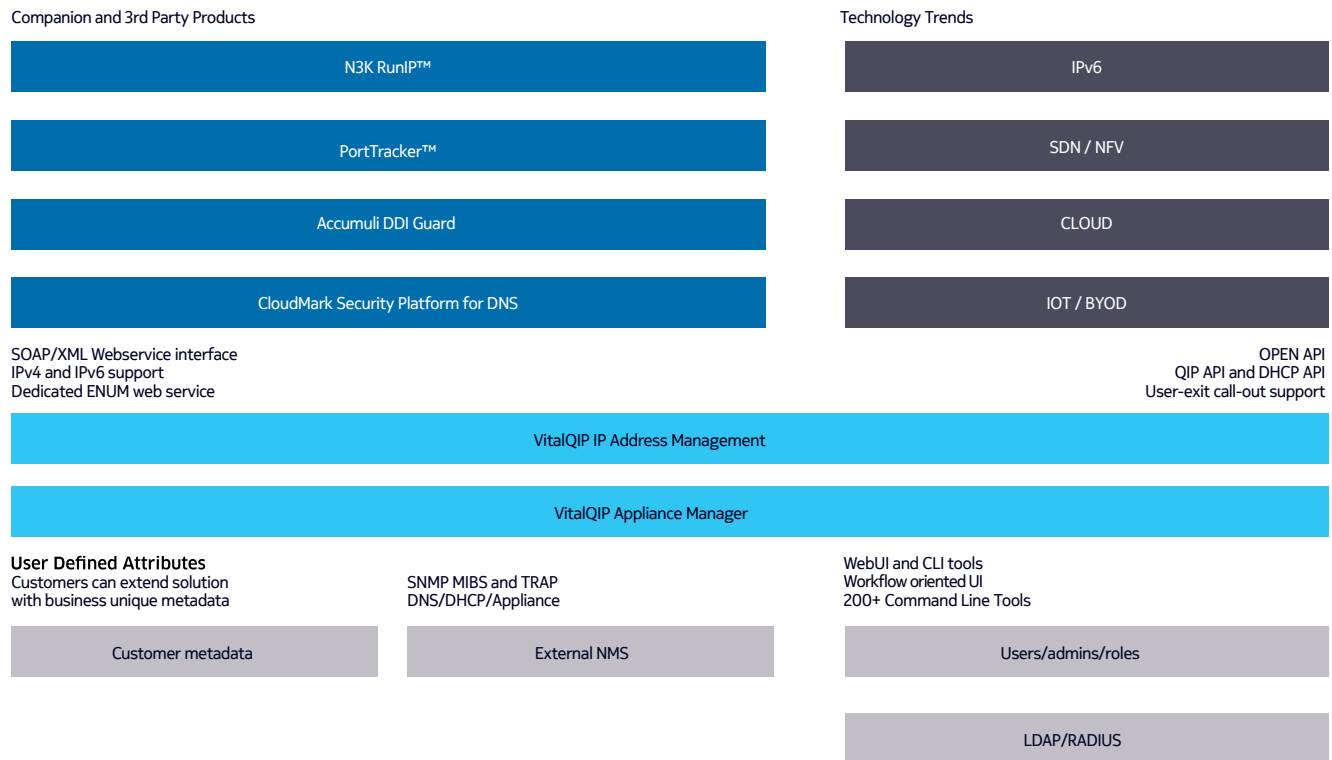 Companion and 3rd Party Products
Technology Trends
N3K RunIP™
IPv6
PortTracker™
SDN / NFV
Accumuli DDI Guard
CLOUD
CloudMark Security Platform for DNS
IOT / BYOD
SOAP/XML Webservice interface
IPv4 and IPv6 support
Dedicated ENUM web service
OPEN API
QIP API and DHCP API
User-exit call-out support
VitalQIP IP Address Management
VitalQIP Appliance Manager
User Defined Attributes
Customers can extend solution
with business unique metadata
SNMP MIBS and TRAP
DNS/DHCP/Appliance
WebUI and CLI tools
Workflow oriented UI
200+ Command Line Tools
Customer metadata
External NMS
Users/admins/roles
LDAP/RADIUS